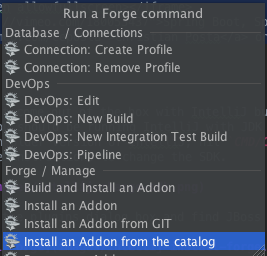 Run a Forge command
Database / Connections
Connection: Create Profile
Connection: Remove Profile
DevOps
DevOps: Edit
DevOps: New Build
DevOps: New Integration Test Build
DevOps: Pipeline
Forge / Manage
Build and Install an Addon
Install an Addon
Install an Addon from GIT
Install an Addon from the catalog